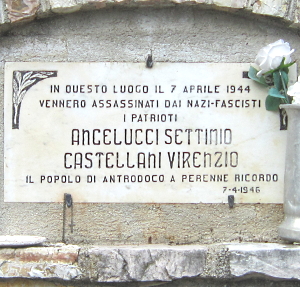 IN QUESTO LUOGO IL 7 APRILE 1944
VENNERO ASSASSINATI DAI NAZI-FASCISTI
I PATRIOTI
ANGELUCCI SETTIMIO
CASTELLANI VIRENZIO
IL POPOLO DI ANTRODOCO A PERENNE RICORDO
7-4-1946